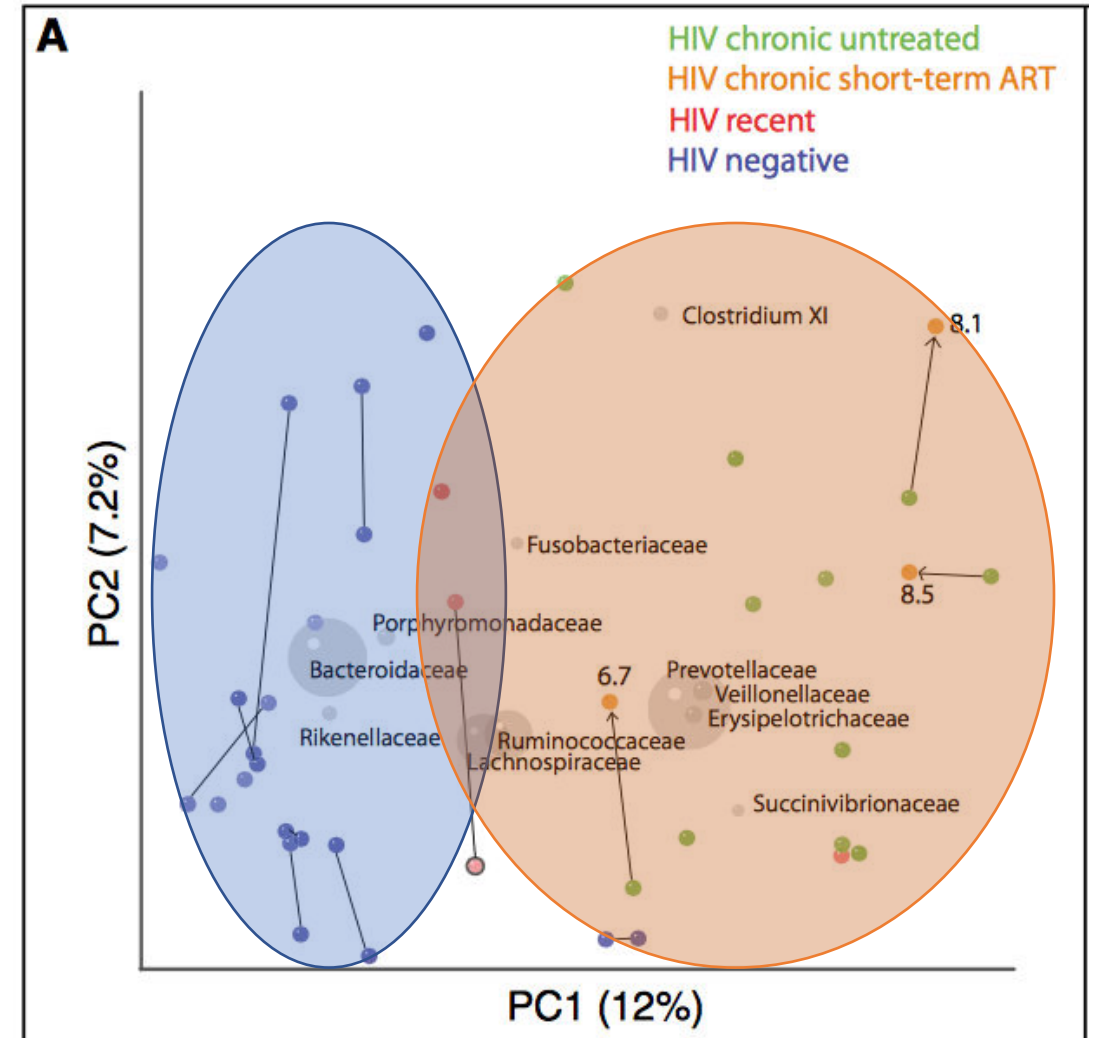 A
HIV chronic untreated
HIV chronic short-term ART
HIV recent
HIV negative
Clostridium XI
8.1
Fusobacteriaceae
8.5
Porphyromonadaceae
Bacteroidaceae
6.7
Prevotellaceae
Veillonellaceae
Erysipelotrichaceae
Rikenellaceae
Ruminococcaceae
Lachnospiraceae
Succinivibrionaceae
PC2 (7.2%)
PC1 (12%)